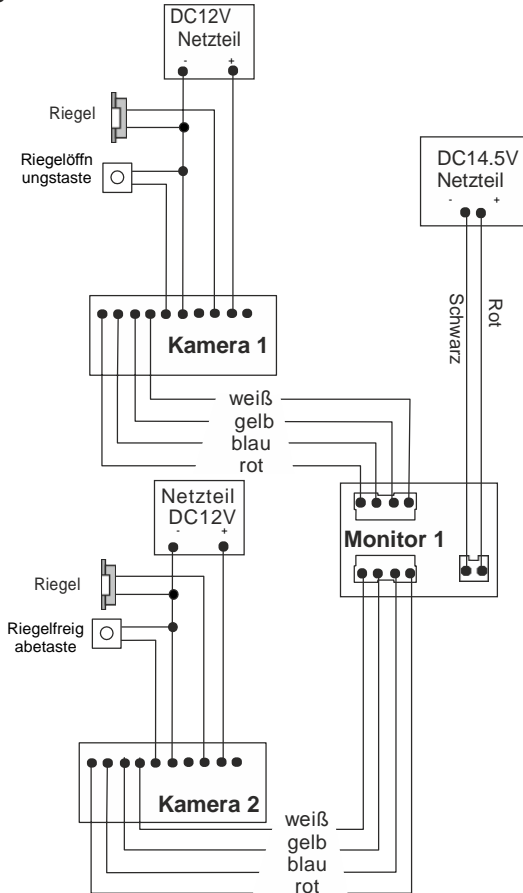 DC12V
Netzteil
- +
Riegel
Riegelöffn
ungstaste
DC14.5V
Netzteil
- +
Schwarz
Rot
Kamera 1
weiß
gelb
blau
rot
Netzteil
DC12V
- +
Monitor 1
Riegel
Riegelfreig
abetaste
Kamera 2
weiß
gelb
blau
rot